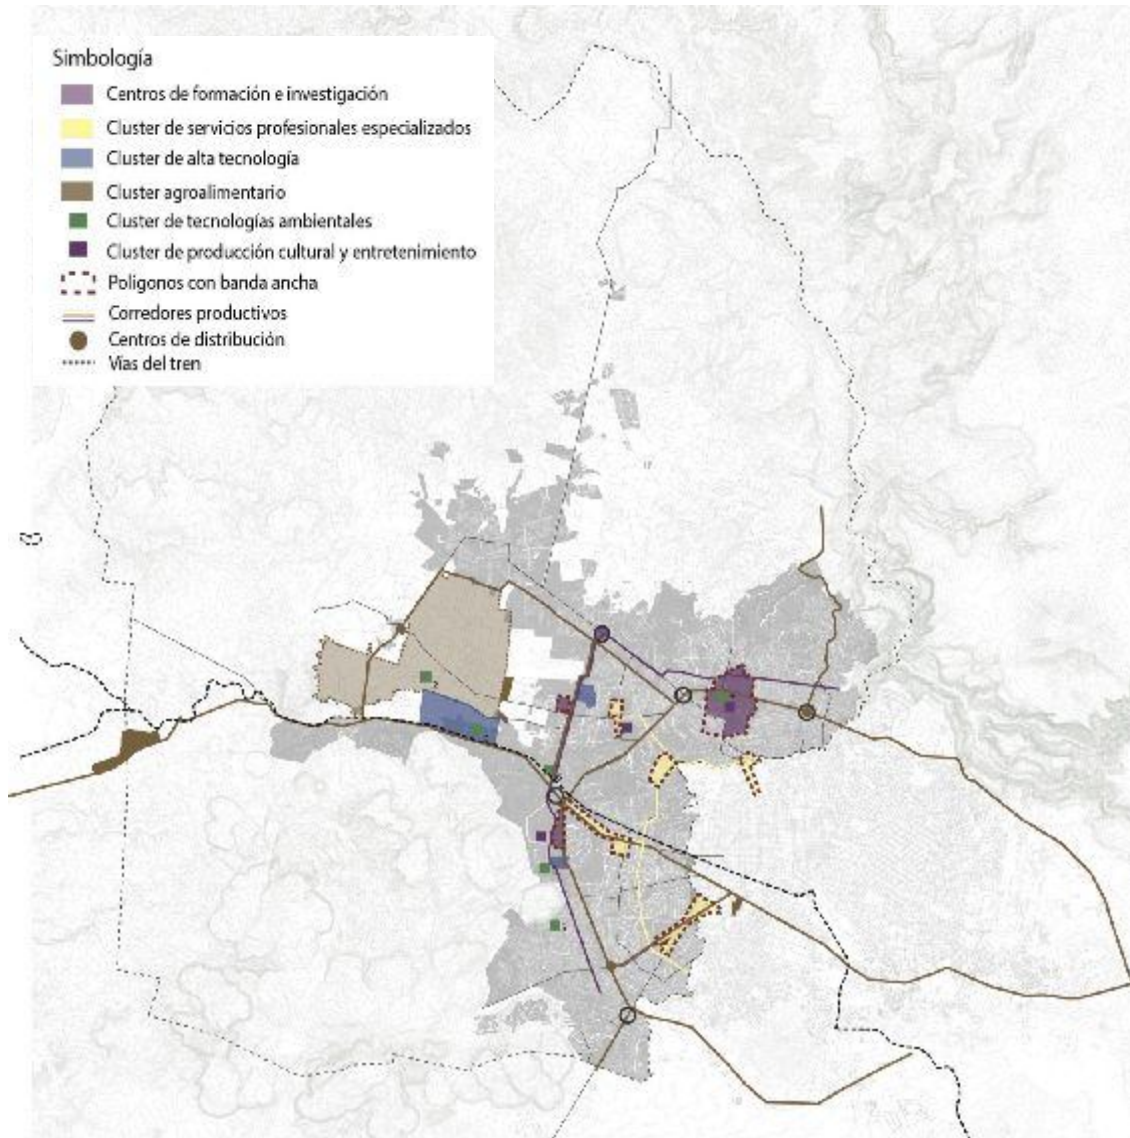 Simbología
Centros de formación e investigación
Cluster de servicios profesionales especializados
Cluster de alta tecnología
Cluster agroalimentario
Cluster de tecnologías ambientales
Cluster de producción cultural y entretenimiento
Polígonos con banda ancha
Corredores productivos
Centros de distribución
Vías del tren